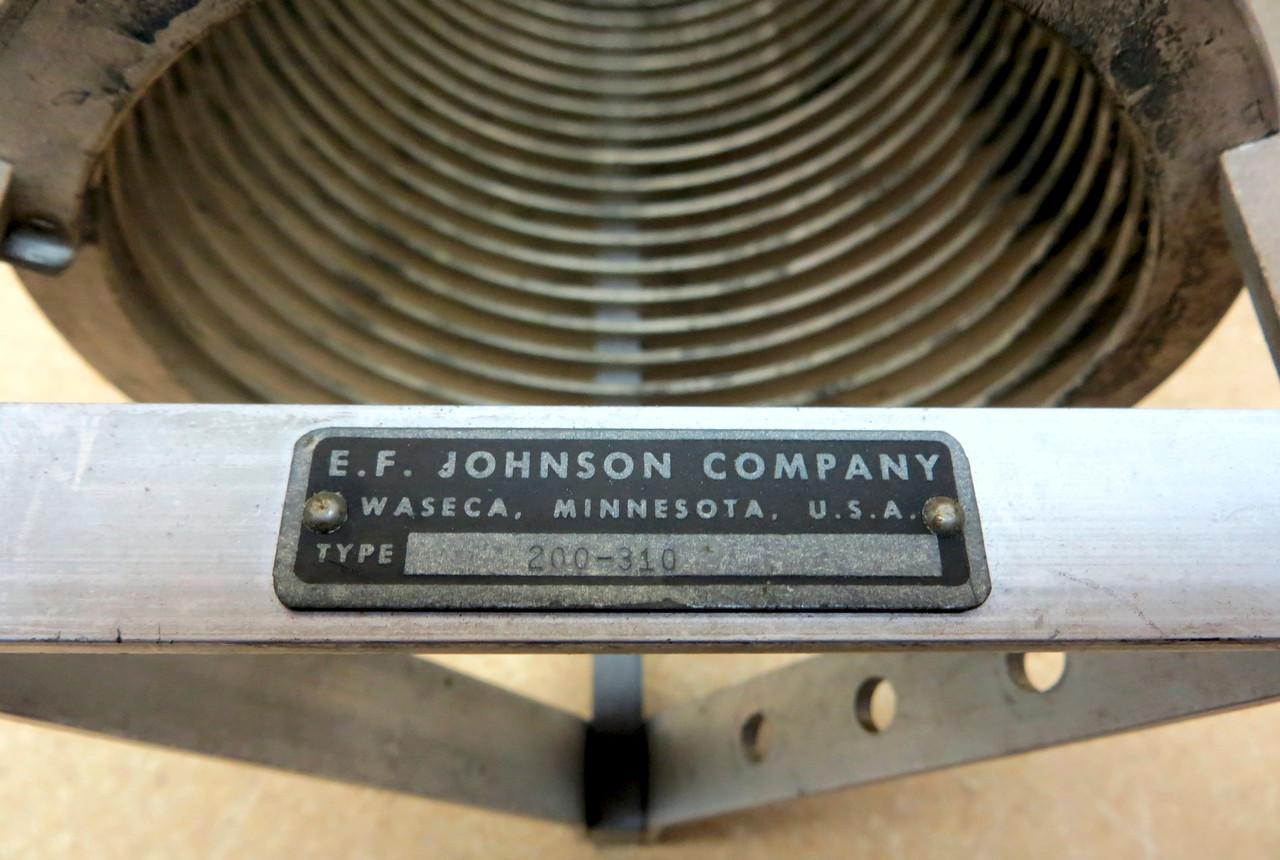 E.F. JOHNSON COMPANY
WASECA, MINNESOTA, U.S.A.
TYPE 200-310